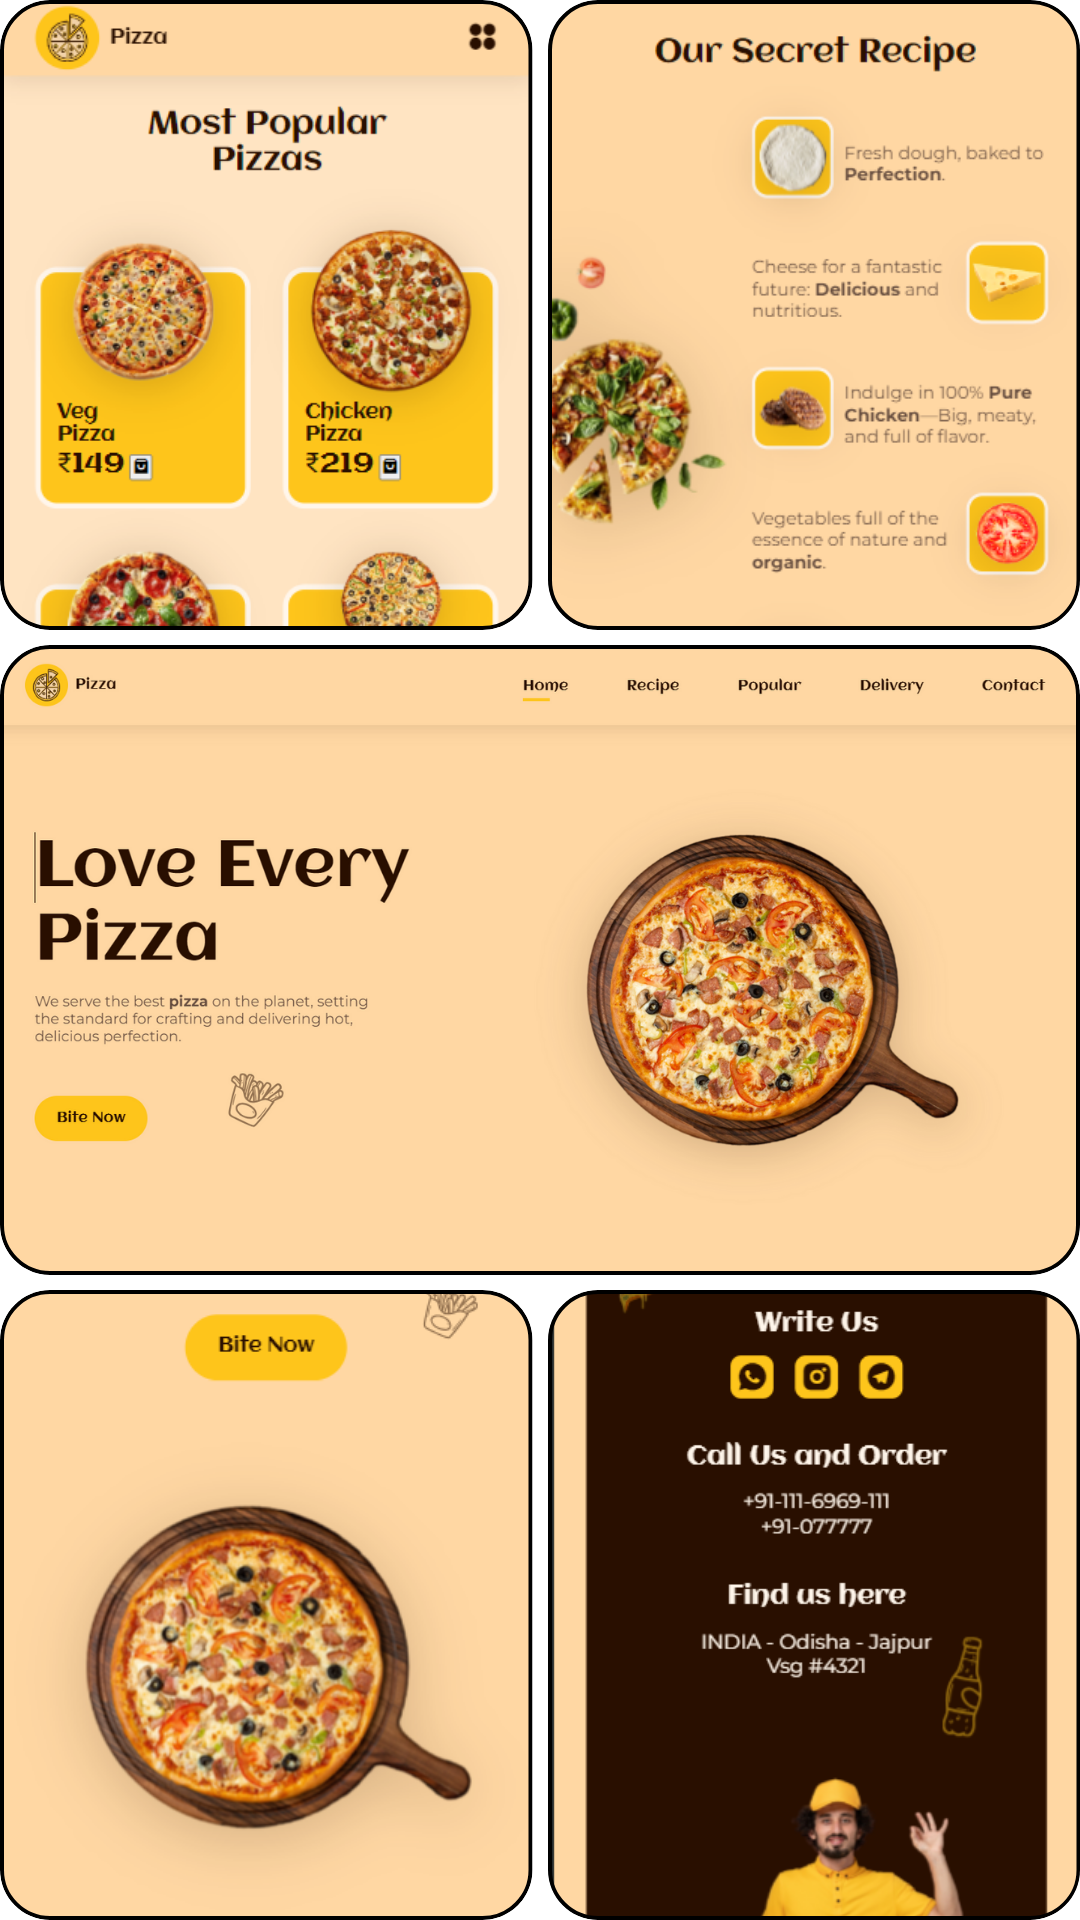 Pizza
Most Popular
Pizzas
Veg
Pizza
₹149
Chicken
Pizza
₹219
Our Secret Recipe
Fresh dough, baked to
Perfection.
Cheese for a fantastic
future: Delicious and
nutritious.
Indulge in 100% Pure
Chicken—Big, meaty,
and full of flavor.
Vegetables full of the
essence of nature and
organic.
Pizza
Home
Recipe
Popular
Delivery
Contact
Love Every
Pizza
We serve the best pizza on the planet, setting
the standard for crafting and delivering hot,
delicious perfection.
Bite Now
Bite Now
Write Us
Call Us and Order
+91-111-6969-111
+91-077777
Find us here
INDIA - Odisha - Jajpur
Vsg #4321